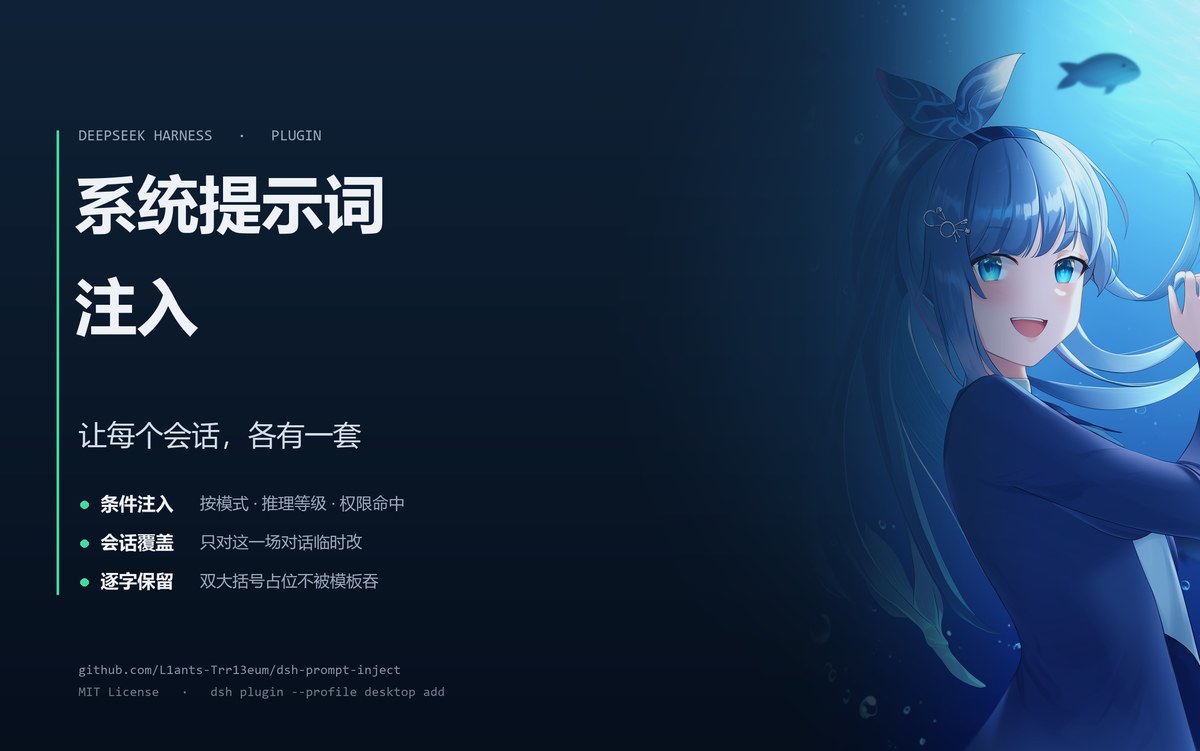 DEEPSEEK HARNESS · PLUGIN
系统提示词
注入
让每个会话，各有一套
条件注入 按模式 · 推理等级 · 权限命中
会话覆盖 只对这一场对话临时改
逐字保留 双大括号占位不被模板吞
github.com/L1ants-Trr13eum/dsh-prompt-inject
MIT License · dsh plugin --profile desktop add